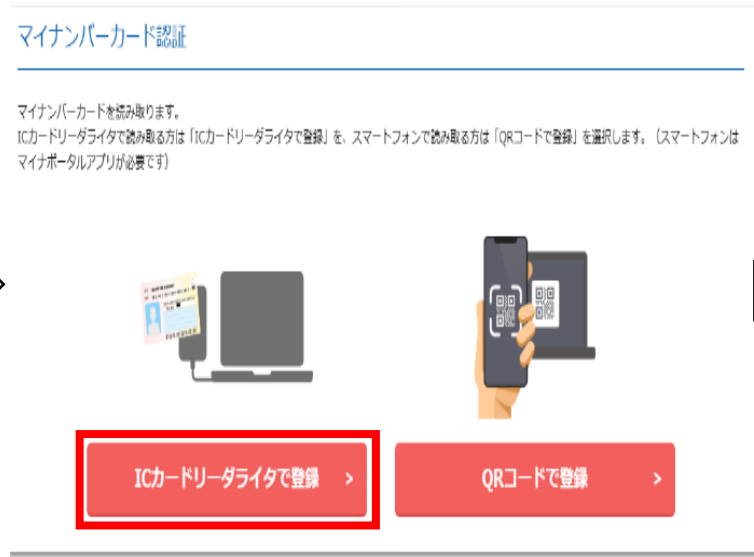 マイナンバーカード認証
マイナンバーカードを読み取ります。
ICカードリーダライタで読み取る方は「ICカードリーダライタで登録」を、スマートフォンで読み取る方は「QRコードで登録」を選択します。（スマートフォンは
マイナポータルアプリが必要です）
ICカードリーダライタで登録 >
QRコードで登録 >